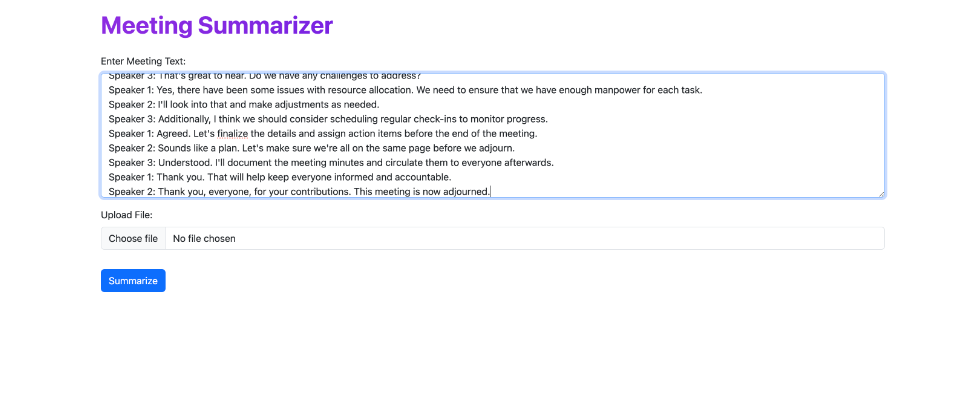 Meeting Summarizer
Enter Meeting Text:
Speaker 3: That's great to hear. Do we have any challenges to address?
Speaker 1: Yes, there have been some issues with resource allocation. We need to ensure that we have enough manpower for each task.
Speaker 2: I'll look into that and make adjustments as needed.
Speaker 3: Additionally, I think we should consider scheduling regular check-ins to monitor progress.
Speaker 1: Agreed. Let's finalize the details and assign action items before the end of the meeting.
Speaker 2: Sounds like a plan. Let's make sure we're all on the same page before we adjourn.
Speaker 3: Understood. I'll document the meeting minutes and circulate them to everyone afterwards.
Speaker 1: Thank you. That will help keep everyone informed and accountable.
Speaker 2: Thank you, everyone, for your contributions. This meeting is now adjourned.
Upload File:
Choose file No file chosen
Summarize